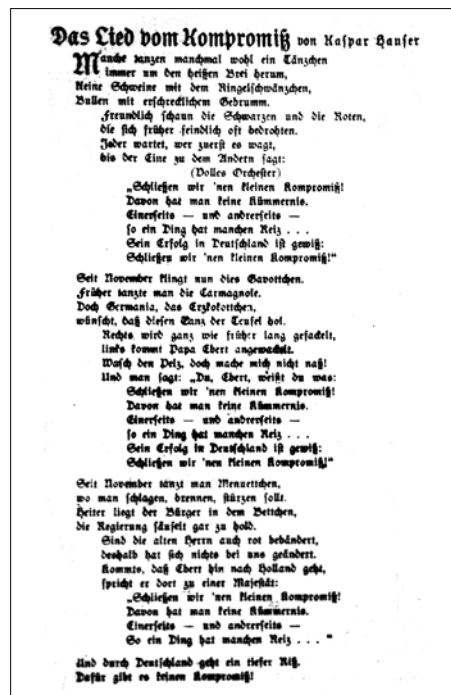 Das Lied vom Kompromiß von Kaspar Hauser
Manche tanzen manchmal wohl ein Tänzchen
immer um den heißen Brei herum,
kleine Schweine mit dem Ringelschwänzchen,
Bullen mit erschrecklichem Gebrumm.
Freundlich schaun die Schwarzen und die Roten,
die sich früher feindlich oft bedrohten.
Jeder wartet, wer zuerst es wagt,
bis der Eine zu dem Andern sagt:
(Volles Orchester)
„Schließen wir 'nen kleinen Kompromiß!
Davon hat man keine Kümmernis.
Einerseits — und andrerseits —
so ein Ding hat manchen Reiz . . .
Sein Erfolg in Deutschland ist gewiß:
Schließen wir 'nen kleinen Kompromiß!“
Seit November klingt nun dies Gavottchen.
Früher tanzte man die Carmagnole.
Doch Germania, das Erzkokottchen,
wünscht, daß diesen Tanz der Teufel hol.
Rechts wird ganz wie früher lang gefackelt,
links kommt Papa Ebert angewackelt.
Wasch den Pelz, doch mache mich nicht naß!
Und man sagt: „Du, Ebert, weißt du was:
Schließen wir 'nen kleinen Kompromiß!
Davon hat man keine Kümmernis.
Einerseits — und andrerseits —
so ein Ding hat manchen Reiz . . .
Sein Erfolg in Deutschland ist gewiß:
Schließen wir 'nen kleinen Kompromiß!“
Seit November tanzt man Menuettchen,
wo man schlagen, brennen, stürzen sollt.
Heiter liegt der Bürger in dem Bettchen,
die Regierung säuselt gar zu hold.
Sind die alten Herrn auch rot bebändert,
deshalb hat sich nichts bei uns geändert.
Kommts, daß Ebert hin nach Holland geht,
spricht er dort zu einer Majestät:
„Schließen wir 'nen kleinen Kompromiß!
Davon hat man keine Kümmernis.
Einerseits — und andrerseits —
So ein Ding hat manchen Reiz . . . “
Und durch Deutschland geht ein tiefer Riß.
Dafür gibt es keinen Kompromiß!